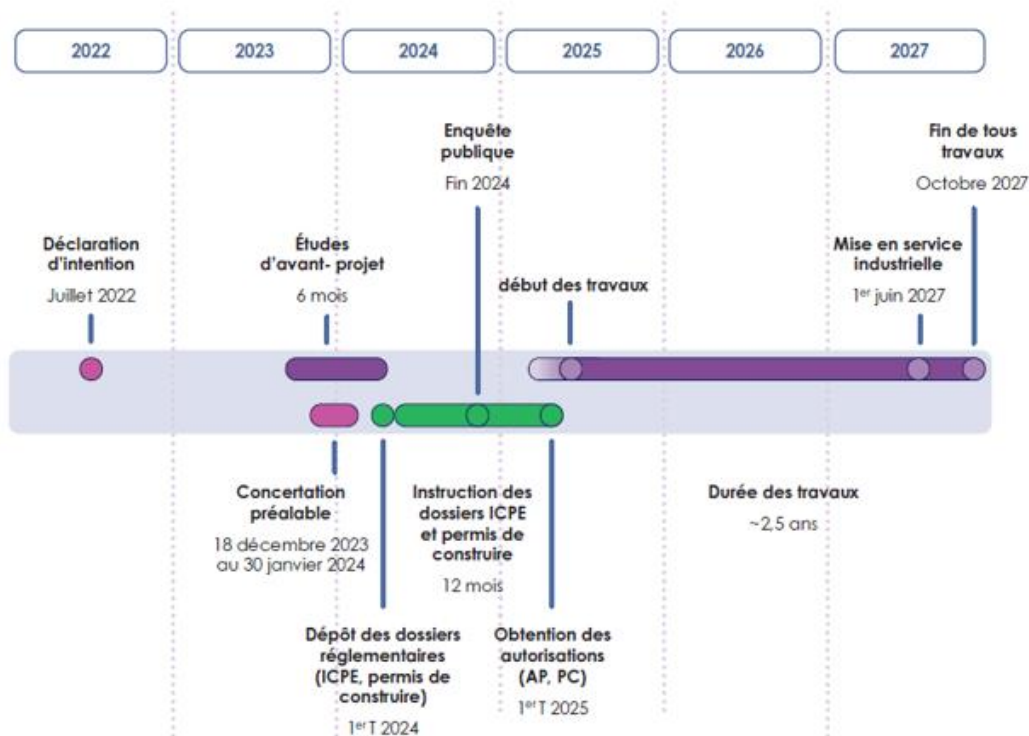 2022
2023
2024
2025
2026
2027
Enquête
publique
Fin 2024
Fin de tous
travaux
Octobre 2027
Déclaration
d'intention
Juillet 2022
Études
d'avant- projet
6 mois
début des travaux
Mise en service
industrielle
1er juin 2027
Concertation
préalable
18 décembre 2023
au 30 janvier 2024
Instruction des
dossiers ICPE
et permis de
construire
12 mois
Durée des travaux
~2,5 ans
Dépôt des dossiers
réglementaires
(ICPE, permis de
construire)
1er T 2024
Obtention des
autorisations
(AP, PC)
1er T 2025